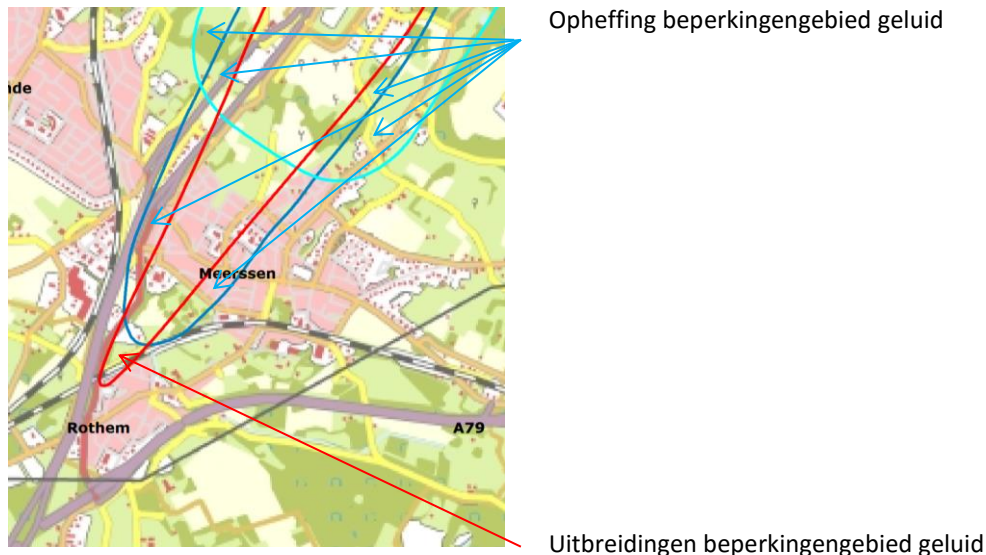 Opheffing beperkingengebied geluid
nde
Meerssen
Rothem
A79
Uitbreidingen beperkingengebied geluid